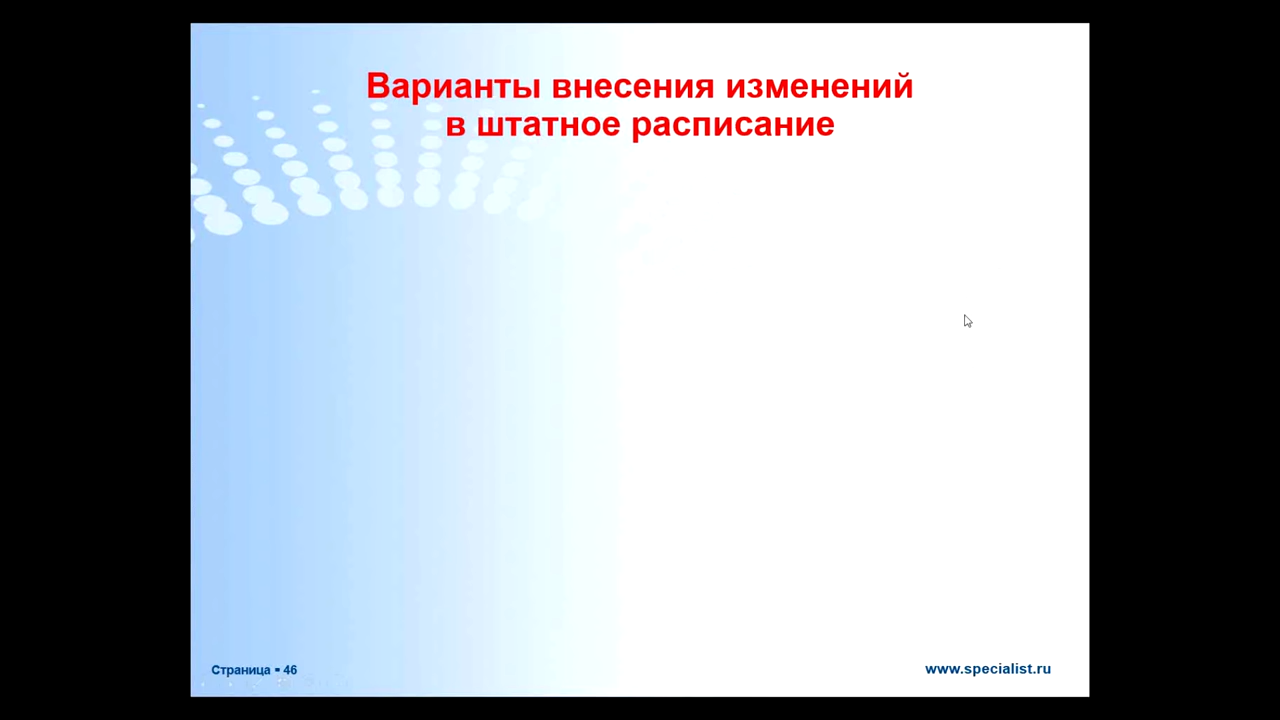 Варианты внесения изменений
в штатное расписание
Страница ▪ 46
www.specialist.ru